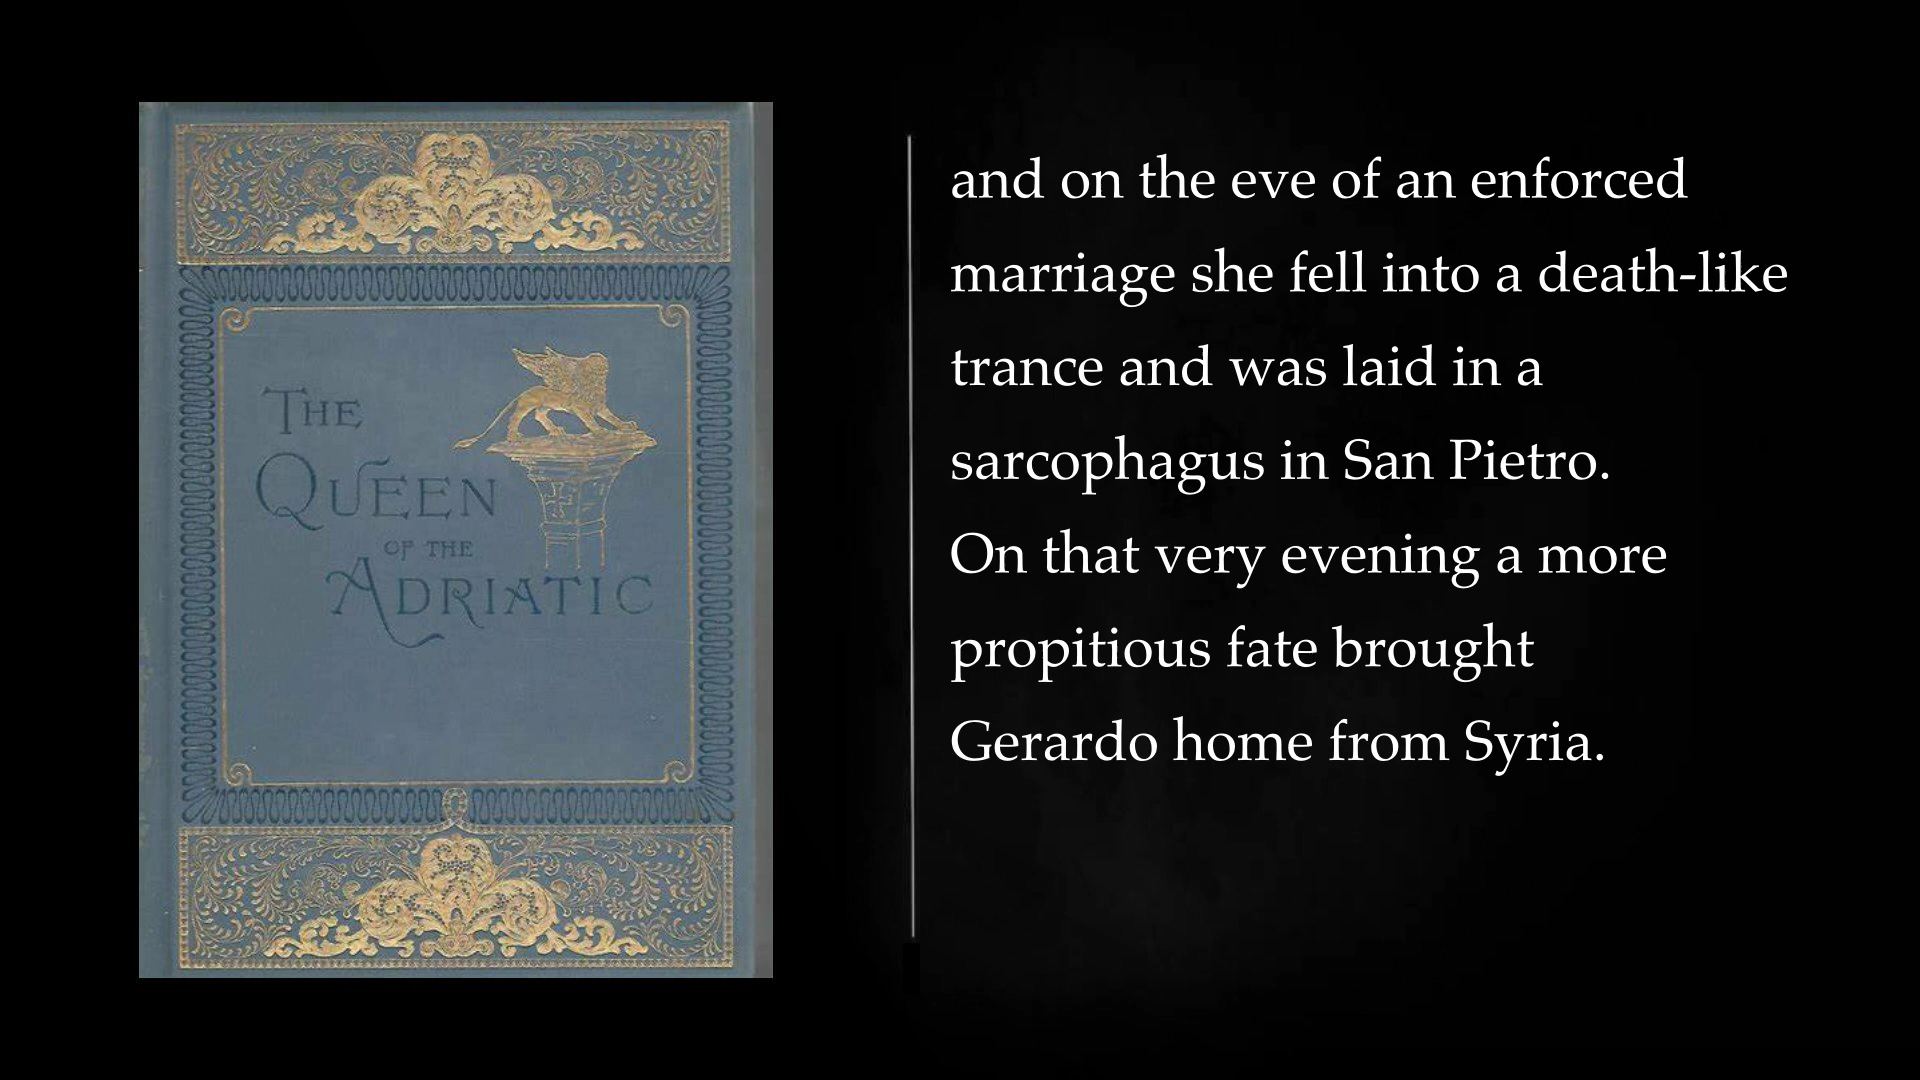 THE
QUEEN
OF THE
ADRIATIC
and on the eve of an enforced
marriage she fell into a death-like
trance and was laid in a
sarcophagus in San Pietro.
On that very evening a more
propitious fate brought
Gerardo home from Syria.